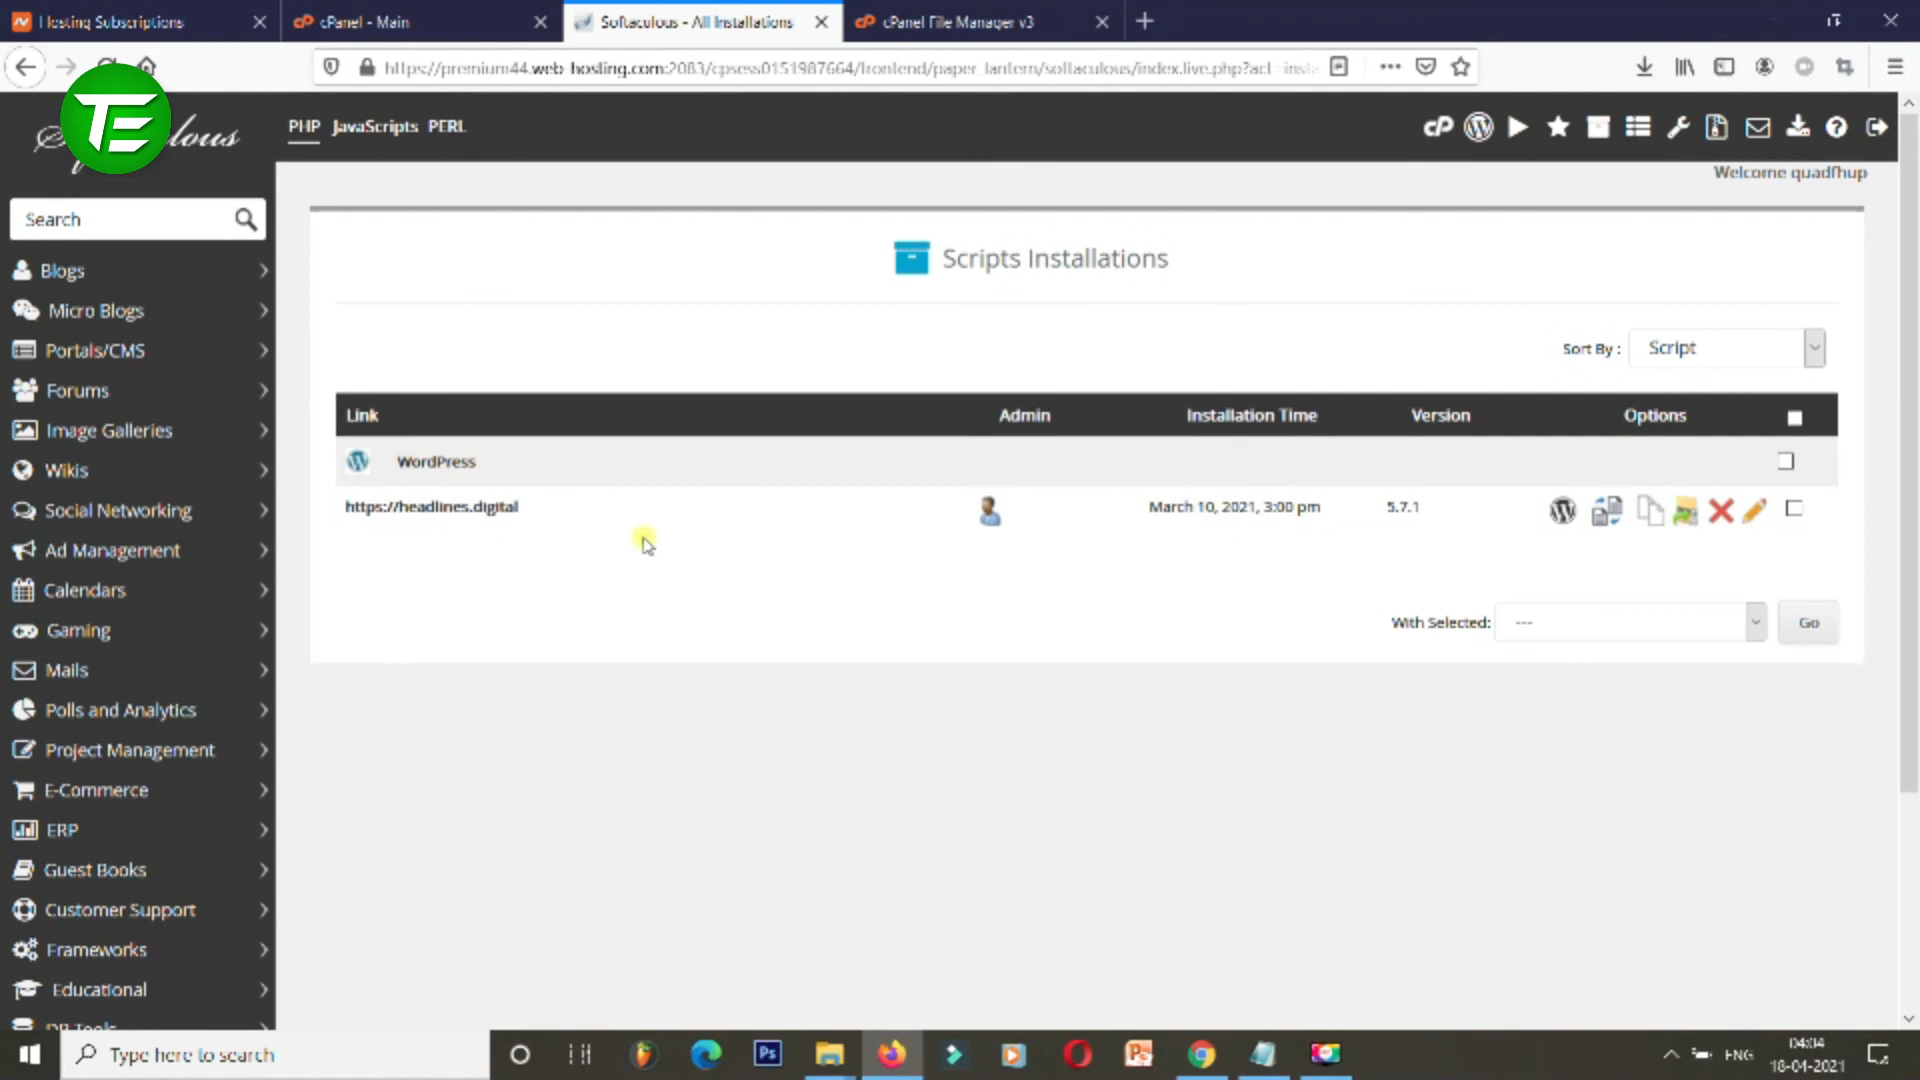 Hosting Subscriptions
cPanel - Main
Softaculous - All Installations
cPanel File Manager v3
https://premium44.web-hosting.com:2083/cpsess0151987664/frontend/paper_lantern/softaculous/index.live.php?act=insta
TE
lous
PHP JavaScripts PERL
Welcome quadfhup
Search
Blogs
Micro Blogs
Portals/CMS
Forums
Image Galleries
Wikis
Social Networking
Ad Management
Calendars
Gaming
Mails
Polls and Analytics
Project Management
E-Commerce
ERP
Guest Books
Customer Support
Frameworks
Educational
DB Tools
Scripts Installations
Sort By : Script
Link Admin Installation Time Version Options
WordPress
https://headlines.digital March 10, 2021, 3:00 pm 5.7.1
With Selected: --- Go
Type here to search
ENG
04:04
18-04-2021